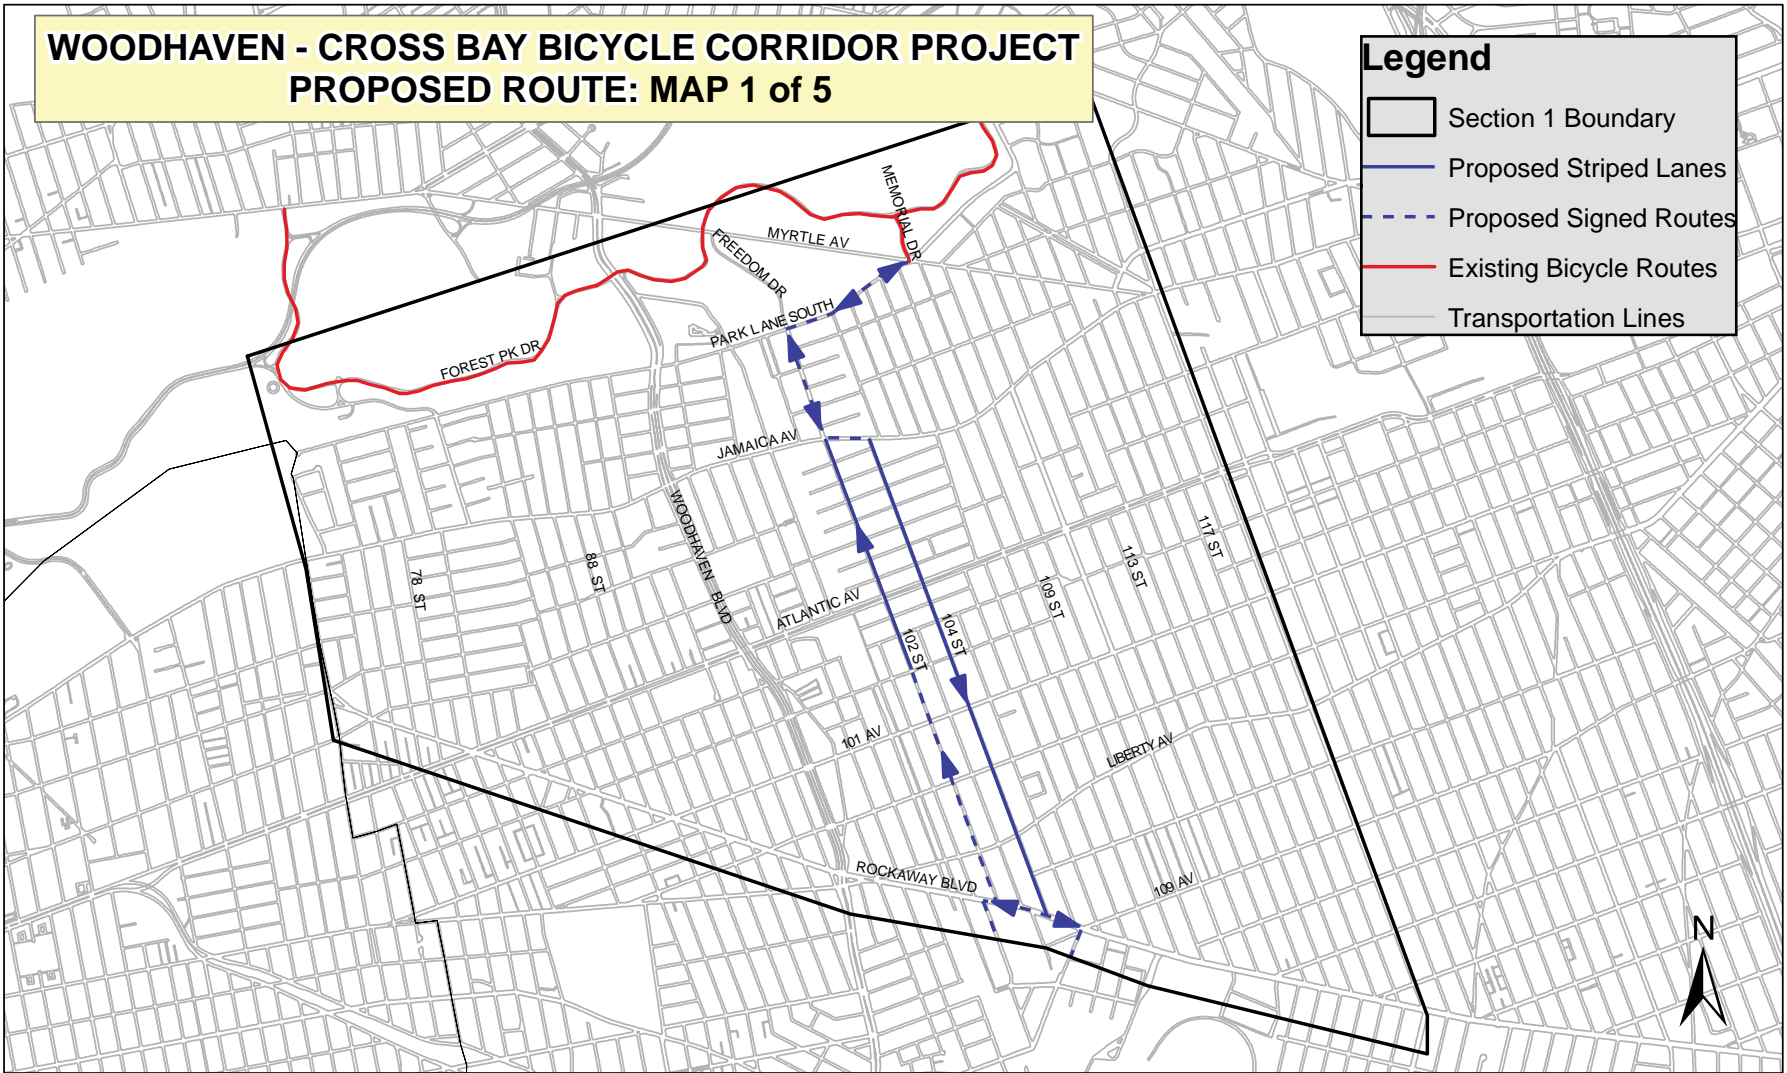 WOODHAVEN - CROSS BAY BICYCLE CORRIDOR PROJECT
PROPOSED ROUTE: MAP 1 of 5
Legend
Section 1 Boundary
Proposed Striped Lanes
Proposed Signed Routes
Existing Bicycle Routes
Transportation Lines
MEMORIAL DR
MYRTLE AV
FREEDOM DR
PARK LANE SOUTH
FOREST PK DR
JAMAICA AV
WOODHAVEN BLVD
78 ST
88 ST
ATLANTIC AV
102 ST
104 ST
109 ST
113 ST
117 ST
101 AV
LIBERTY AV
ROCKAWAY BLVD
109 AV
N